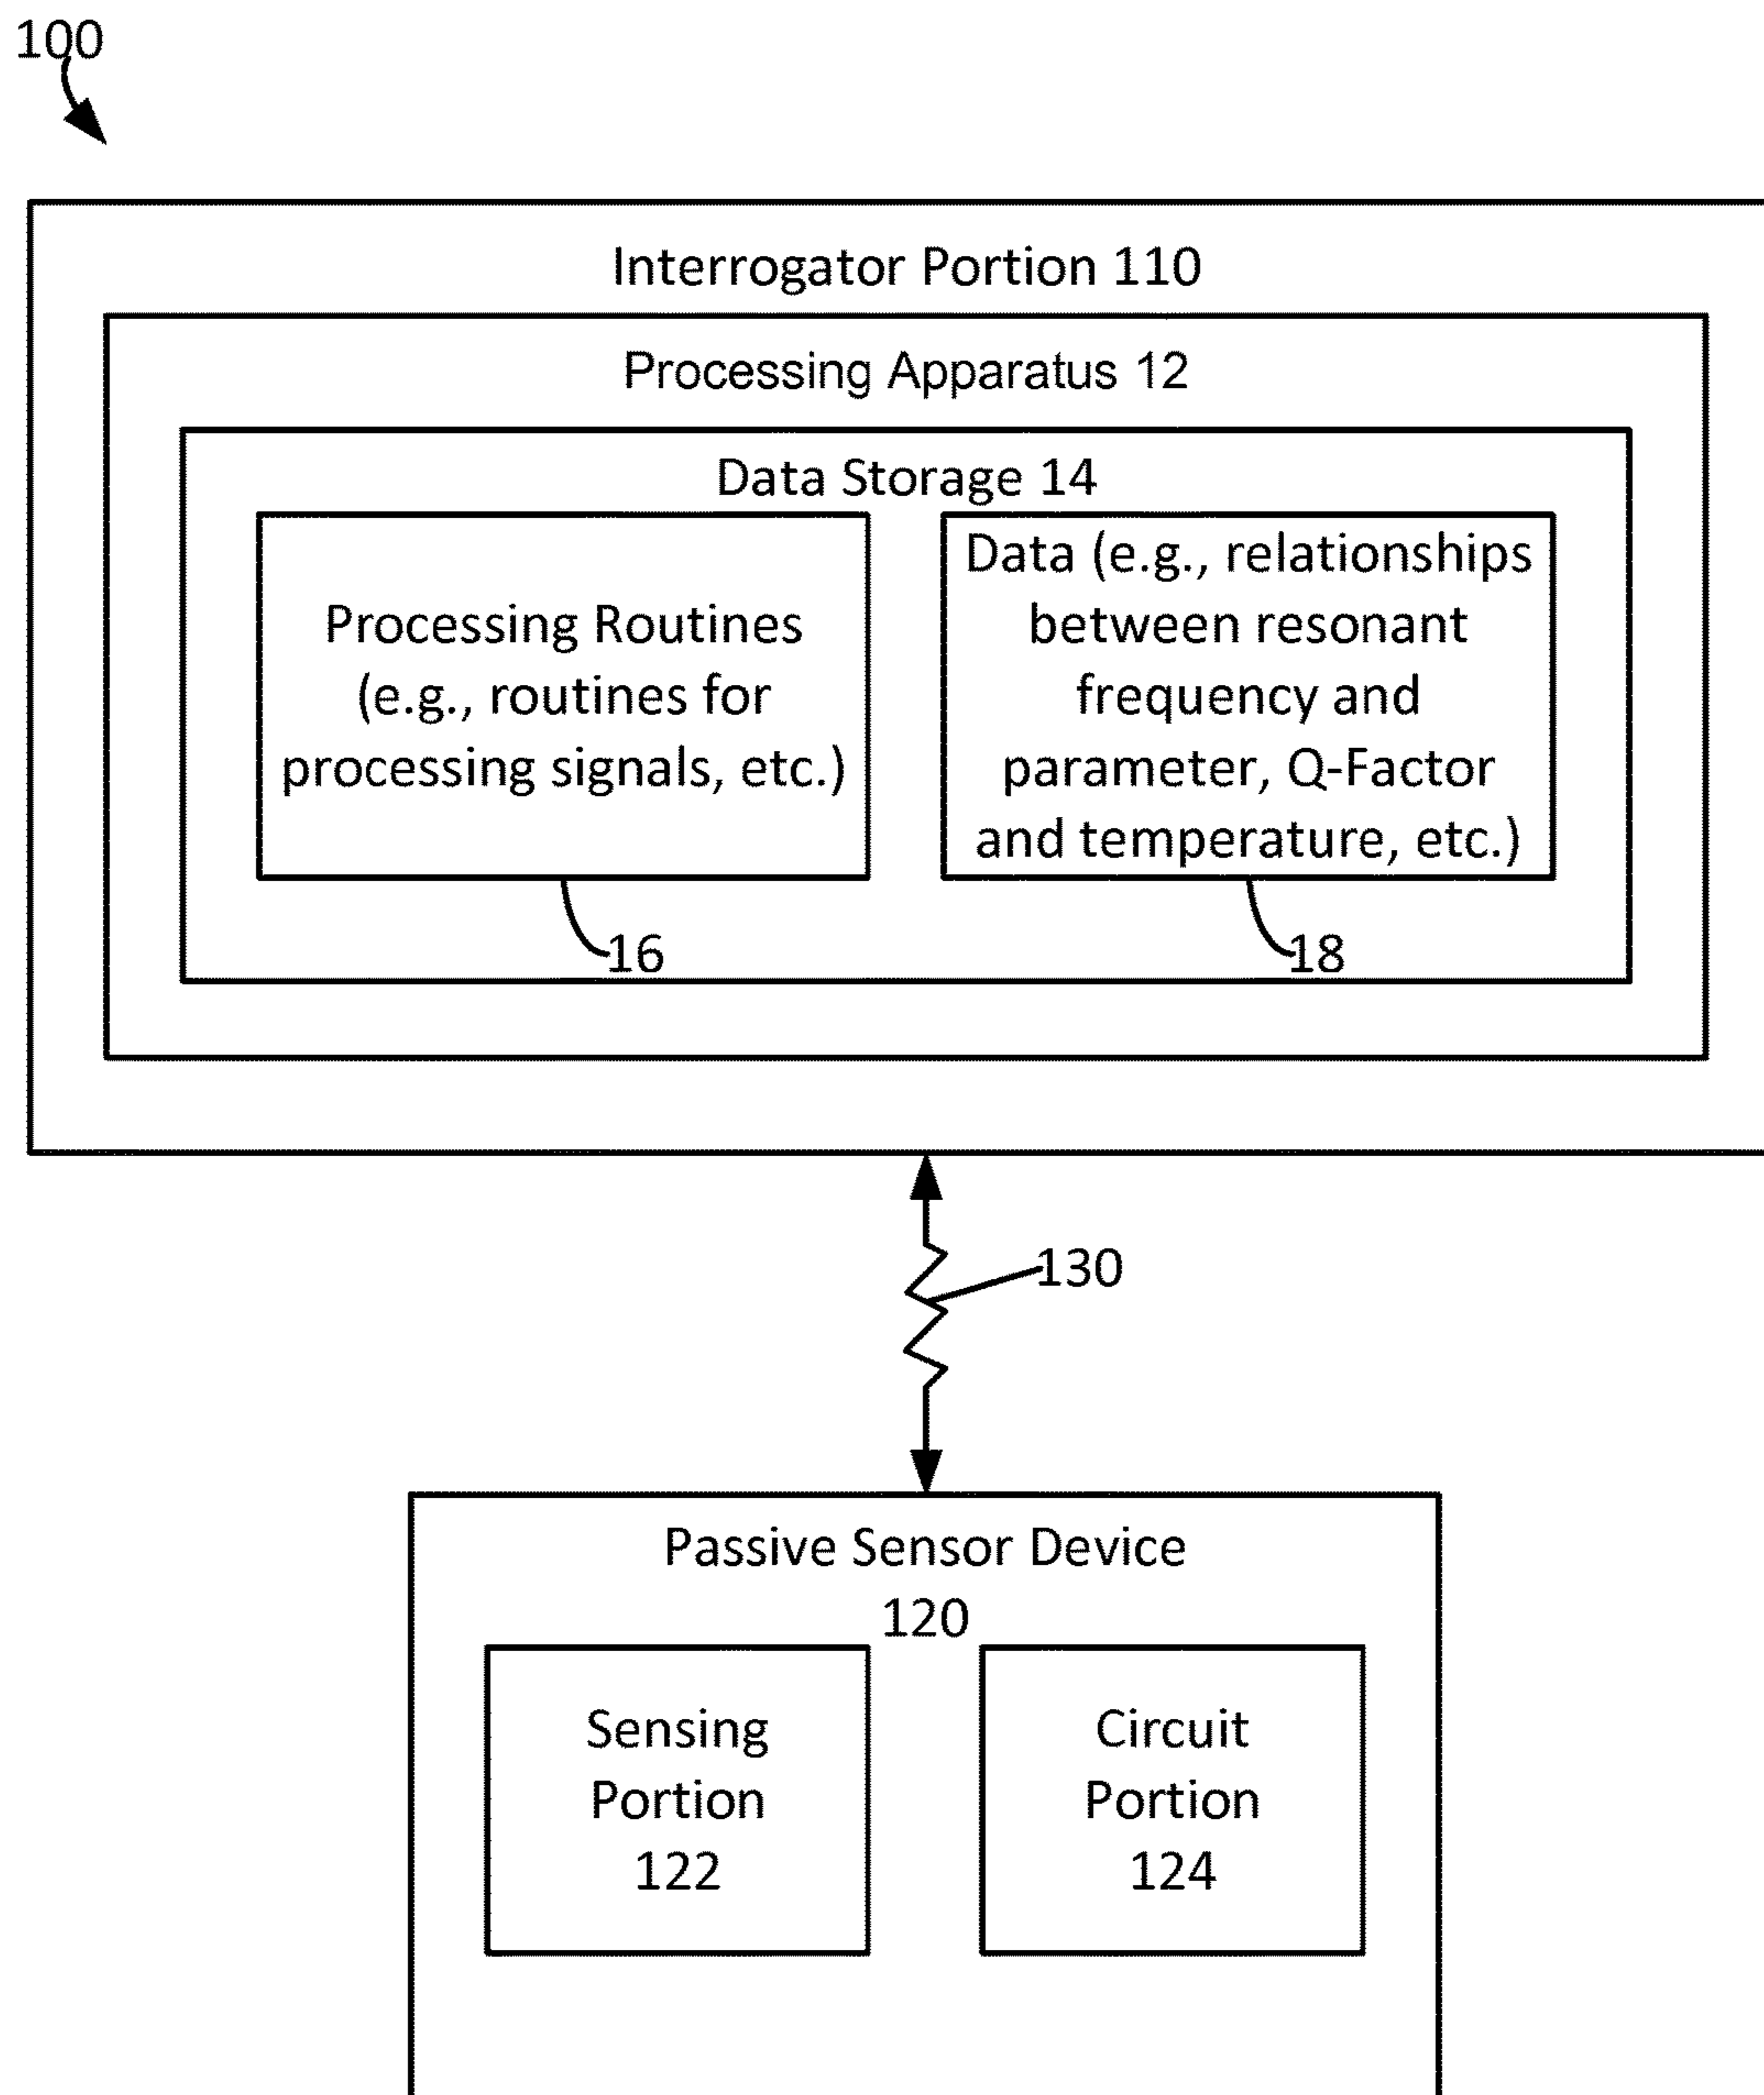 100
Interrogator Portion 110
Processing Apparatus 12
Data Storage 14
Processing Routines
(e.g., routines for
processing signals, etc.)
16
Data (e.g., relationships
between resonant
frequency and
parameter, Q-Factor
and temperature, etc.)
18
130
Passive Sensor Device
120
Sensing
Portion
122
Circuit
Portion
124